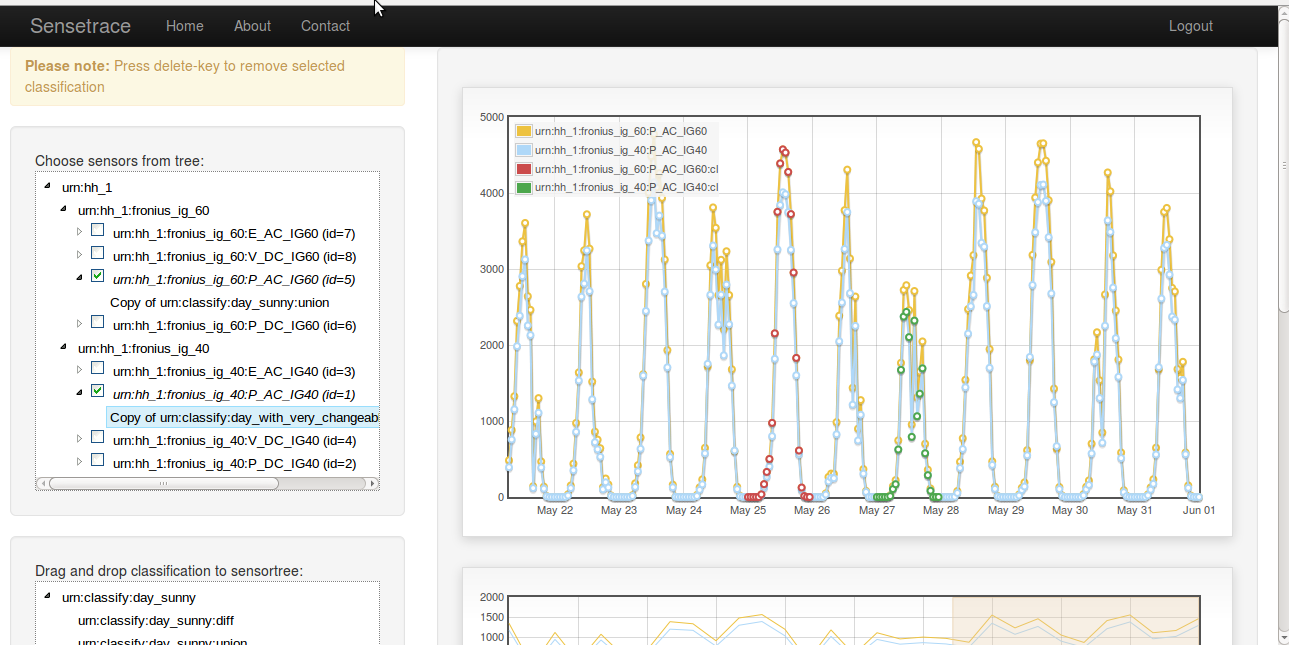 Sensetrace Home About Contact Logout
Please note: Press delete-key to remove selected
classification
Choose sensors from tree:
urn:hh_1
urn:hh_1:fronius_ig_60
urn:hh_1:fronius_ig_60:E_AC_IG60 (id=7)
urn:hh_1:fronius_ig_60:V_DC_IG60 (id=8)
urn:hh_1:fronius_ig_60:P_AC_IG60 (id=5)
Copy of urn:classify:day_sunny:union
urn:hh_1:fronius_ig_60:P_DC_IG60 (id=6)
urn:hh_1:fronius_ig_40
urn:hh_1:fronius_ig_40:E_AC_IG40 (id=3)
urn:hh_1:fronius_ig_40:P_AC_IG40 (id=1)
Copy of urn:classify:day_with_very_changeab
urn:hh_1:fronius_ig_40:V_DC_IG40 (id=4)
urn:hh_1:fronius_ig_40:P_DC_IG40 (id=2)
Drag and drop classification to sensortree:
urn:classify:day_sunny
urn:classify:day_sunny:diff
urn:classify:day_sunny:union
5000
4000
3000
2000
1000
0
urn:hh_1:fronius_ig_60:P_AC_IG60
urn:hh_1:fronius_ig_40:P_AC_IG40
urn:hh_1:fronius_ig_60:P_AC_IG60:cl
urn:hh_1:fronius_ig_40:P_AC_IG40:cl
May 22 May 23 May 24 May 25 May 26 May 27 May 28 May 29 May 30 May 31 Jun 01
2000
1500
1000